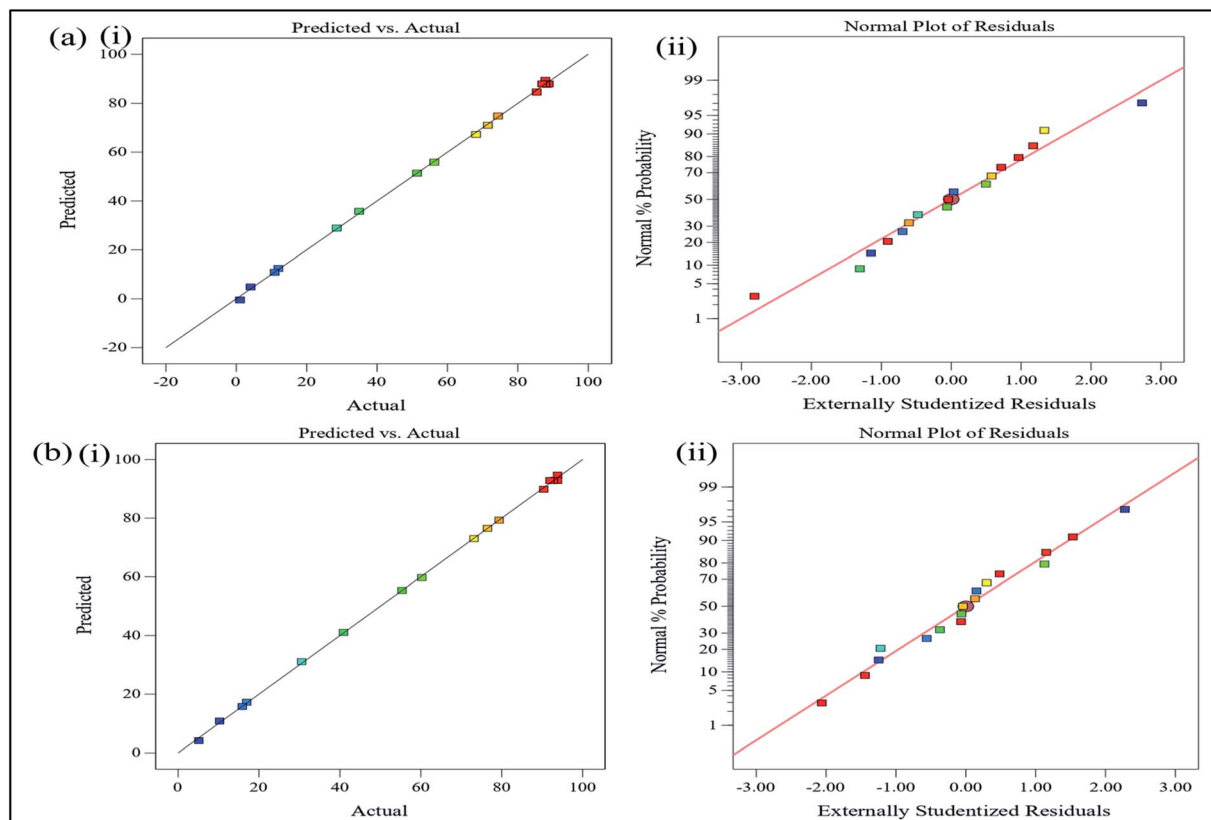 (a) (i)
Predicted vs. Actual
100
80
60
40
20
0
-20
Predicted
-20 0 20 40 60 80 100
Actual
(ii)
Normal Plot of Residuals
99
95
90
80
70
50
30
20
10
5
1
Normal % Probability
-3.00 -2.00 -1.00 0.00 1.00 2.00 3.00
Externally Studentized Residuals
(b) (i)
Predicted vs. Actual
100
80
60
40
20
0
Predicted
0 20 40 60 80 100
Actual
(ii)
Normal Plot of Residuals
99
95
90
80
70
50
30
20
10
5
1
Normal % Probability
-3.00 -2.00 -1.00 0.00 1.00 2.00 3.00
Externally Studentized Residuals